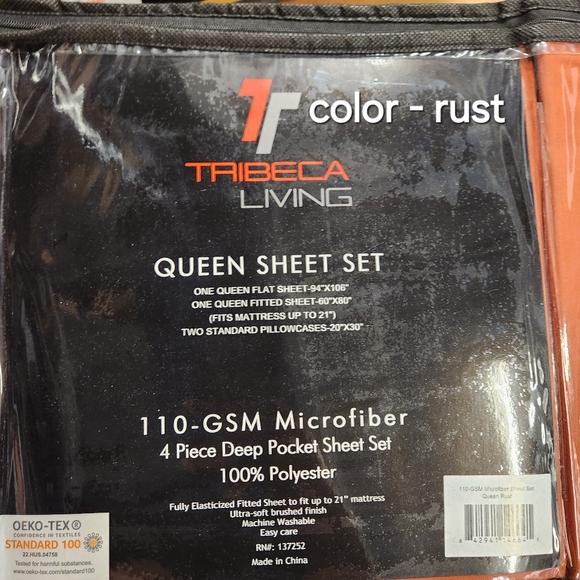 color - rust
TRIBECA
LIVING
QUEEN SHEET SET
ONE QUEEN FLAT SHEET-94"X106"
ONE QUEEN FITTED SHEET-60"X80"
(FITS MATTRESS UP TO 21")
TWO STANDARD PILLOWCASES-20"X30"
110-GSM Microfiber
4 Piece Deep Pocket Sheet Set
100% Polyester
Fully Elasticized Fitted Sheet to fit up to 21" mattress
Ultra-soft brushed finish
Machine Washable
Easy care
RN#: 137252
Made in China
OEKO-TEX®
CONFIDENCE IN TEXTILES
STANDARD 100
22.HUS.04758
Tested for harmful substances.
www.oeko-tex.com/standard100
110-GSM Microfiber Sheet Set
Queen Rust